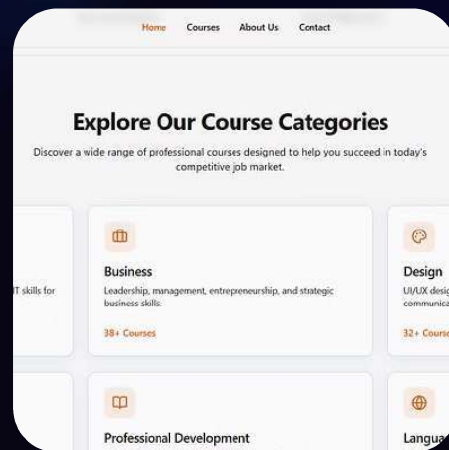 Home Courses About Us Contact
Explore Our Course Categories
Discover a wide range of professional courses designed to help you succeed in today's
competitive job market.
IT skills for
Business
Leadership, management, entrepreneurship, and strategic
business skills.
38+ Courses
Design
UI/UX desig
communica
32+ Course
Professional Development
Langua